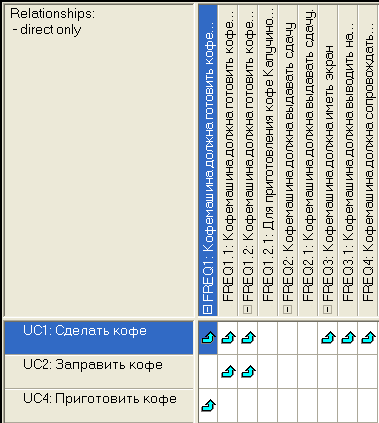 Relationships:
- direct only
FREQ1: Кофемашина должна готовить кофе...
FREQ1.1: Кофемашина должна готовить кофе...
FREQ1.2: Кофемашина должна готовить кофе...
FREQ1.2.1: Для приготовления кофе Капучино...
FREQ2: Кофемашина должна выдавать сдачу
FREQ2.1: Кофемашина должна выдавать сдачу...
FREQ3: Кофемашина должна иметь экран
FREQ3.1: Кофемашина должна выводить на...
FREQ4: Кофемашина должна сопровождать...
UC1: Сделать кофе
UC2: Заправить кофе
UC4: Приготовить кофе